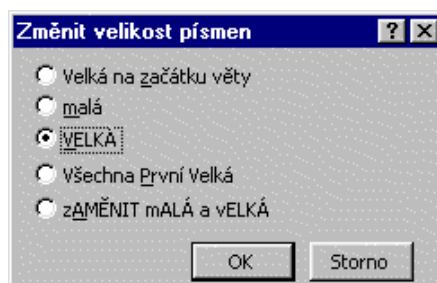 Změnit velikost písmen
Velká na začátku věty
malá
VELKÁ
Všechna První Velká
zAMĚNIT mALÁ a vELKÁ
OK Storno